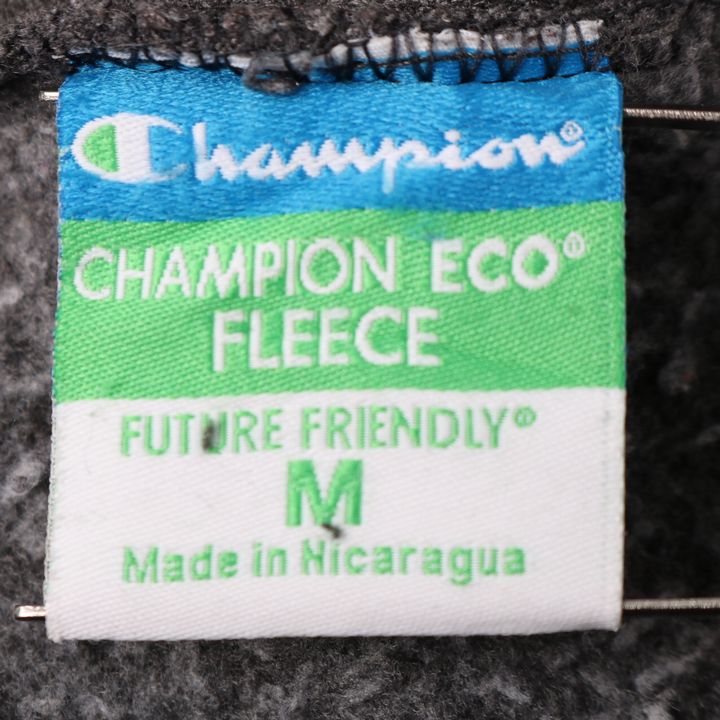 Champion®
CHAMPION ECO®
FLEECE
FUTURE FRIENDLY®
M
Made in Nicaragua